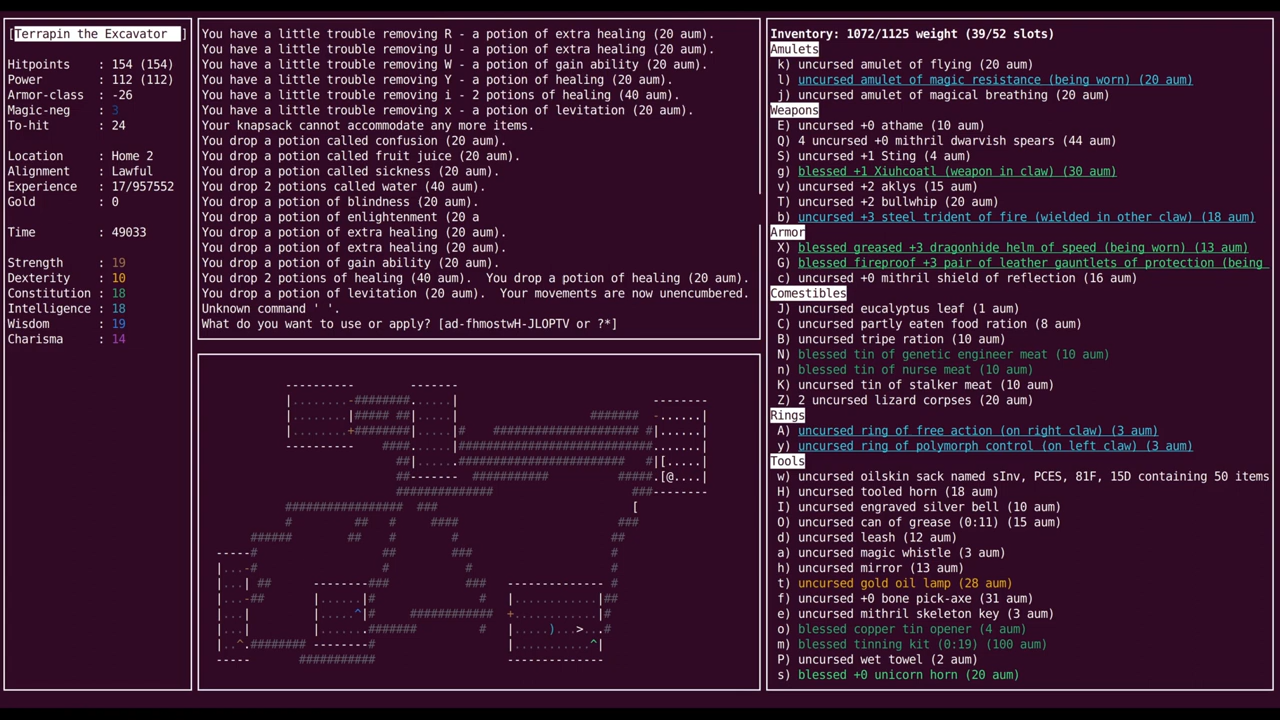 [Terrapin the Excavator  ]
Hitpoints    : 154 (154)
Power        : 112 (112)
Armor-class  : -26
Magic-neg    : 3
To-hit       : 24
Location     : Home 2
Alignment    : Lawful
Experience   : 17/957552
Gold         : 0
Time         : 49033
Strength     : 19
Dexterity    : 10
Constitution : 18
Intelligence : 18
Wisdom       : 19
Charisma     : 14
You have a little trouble removing R - a potion of extra healing (20 aum).
You have a little trouble removing U - a potion of extra healing (20 aum).
You have a little trouble removing W - a potion of gain ability (20 aum).
You have a little trouble removing Y - a potion of healing (20 aum).
You have a little trouble removing i - 2 potions of healing (40 aum).
You have a little trouble removing x - a potion of levitation (20 aum).
Your knapsack cannot accommodate any more items.
You drop a potion called confusion (20 aum).
You drop a potion called fruit juice (20 aum).
You drop a potion called sickness (20 aum).
You drop 2 potions called water (40 aum).
You drop a potion of blindness (20 aum).
You drop a potion of enlightenment (20 a
You drop a potion of extra healing (20 aum).
You drop a potion of extra healing (20 aum).
You drop a potion of gain ability (20 aum).
You drop 2 potions of healing (40 aum).  You drop a potion of healing (20 aum).
You drop a potion of levitation (20 aum).  Your movements are now unencumbered.
Unknown command ' '.
What do you want to use or apply? [ad-fhmostwH-JLOPTV or ?*]
Inventory: 1072/1125 weight (39/52 slots)
Amulets
k) uncursed amulet of flying (20 aum)
l) uncursed amulet of magic resistance (being worn) (20 aum)
j) uncursed amulet of magical breathing (20 aum)
Weapons
E) uncursed +0 athame (10 aum)
Q) 4 uncursed +0 mithril dwarvish spears (44 aum)
S) uncursed +1 Sting (4 aum)
g) blessed +1 Xiuhcoatl (weapon in claw) (30 aum)
v) uncursed +2 aklys (15 aum)
T) uncursed +2 bullwhip (20 aum)
b) uncursed +3 steel trident of fire (wielded in other claw) (18 aum)
Armor
X) blessed greased +3 dragonhide helm of speed (being worn) (13 aum)
G) blessed fireproof +3 pair of leather gauntlets of protection (being
c) uncursed +0 mithril shield of reflection (16 aum)
Comestibles
J) uncursed eucalyptus leaf (1 aum)
C) uncursed partly eaten food ration (8 aum)
B) uncursed tripe ration (10 aum)
N) blessed tin of genetic engineer meat (10 aum)
n) blessed tin of nurse meat (10 aum)
K) uncursed tin of stalker meat (10 aum)
Z) 2 uncursed lizard corpses (20 aum)
Rings
A) uncursed ring of free action (on right claw) (3 aum)
y) uncursed ring of polymorph control (on left claw) (3 aum)
Tools
w) uncursed oilskin sack named sInv, PCES, 81F, 15D containing 50 items
H) uncursed tooled horn (18 aum)
I) uncursed engraved silver bell (10 aum)
O) uncursed can of grease (0:11) (15 aum)
d) uncursed leash (12 aum)
a) uncursed magic whistle (3 aum)
h) uncursed mirror (13 aum)
t) uncursed gold oil lamp (28 aum)
f) uncursed +0 bone pick-axe (31 aum)
e) uncursed mithril skeleton key (3 aum)
o) blessed copper tin opener (4 aum)
m) blessed tinning kit (0:19) (100 aum)
P) uncursed wet towel (2 aum)
s) blessed +0 unicorn horn (20 aum)